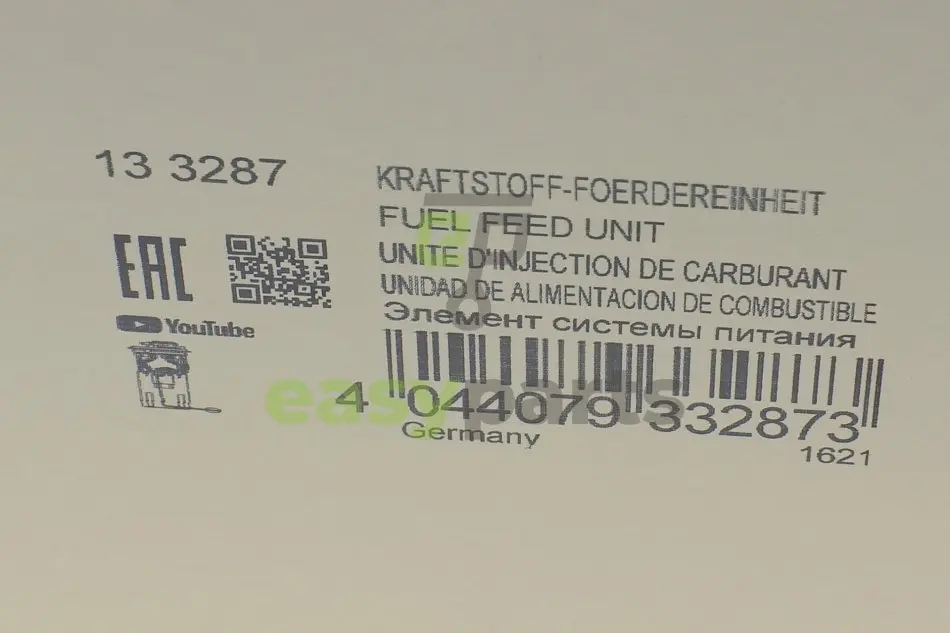 13 3287
KRAFTSTOFF-FOERDEREINHEIT
FUEL FEED UNIT
UNITE D'INJECTION DE CARBURANT
UNIDAD DE ALIMENTACION DE COMBUSTIBLE
Элемент системы питания
EAC
YouTube
easyparts
4 044079 332873
Germany
1621